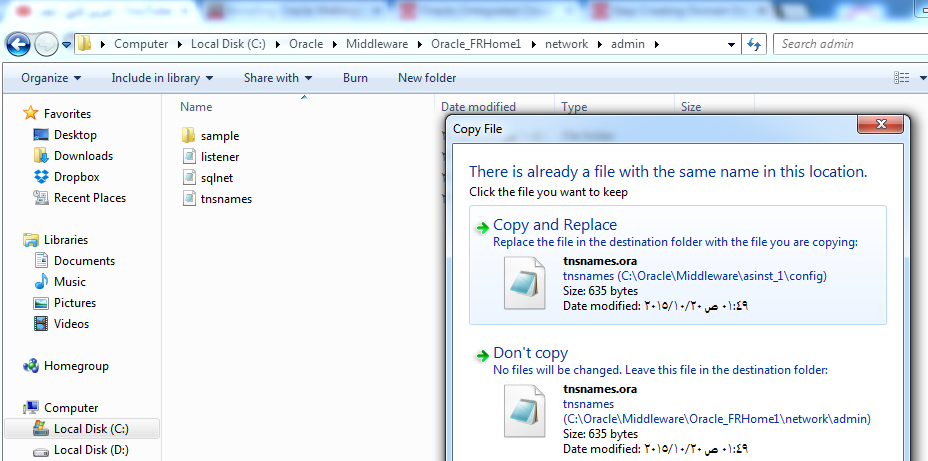 Computer ▸ Local Disk (C:) ▸ Oracle ▸ Middleware ▸ Oracle_FRHome1 ▸ network ▸ admin ▸
Search admin
Organize
Include in library
Share with
Burn
New folder
Favorites
Desktop
Downloads
Dropbox
Recent Places
Libraries
Documents
Music
Pictures
Videos
Homegroup
Computer
Local Disk (C:)
Local Disk (D:)
Name
Date modified
Type
Size
sample
listener
sqlnet
tnsnames
Copy File
There is already a file with the same name in this location.
Click the file you want to keep
Copy and Replace
Replace the file in the destination folder with the file you are copying:
tnsnames.ora
tnsnames (C:\Oracle\Middleware\asinst_1\config)
Size: 635 bytes
Date modified: ٢٠١٥/١٠/٢٠ ص ٠١:٤٩
Don't copy
No files will be changed. Leave this file in the destination folder:
tnsnames.ora
tnsnames
(C:\Oracle\Middleware\Oracle_FRHome1\network\admin)
Size: 635 bytes
Date modified: ٢٠١٥/١٠/٢٠ ص ٠١:٤٩